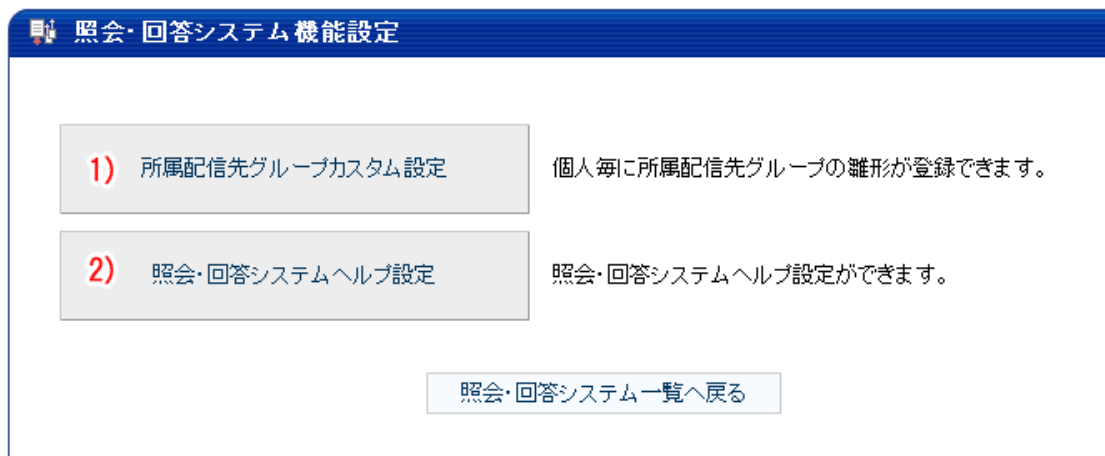 照会・回答システム機能設定
1) 所属配信先グループカスタム設定
個人毎に所属配信先グループの雛形が登録できます。
2) 照会・回答システムヘルプ設定
照会・回答システムヘルプ設定ができます。
照会・回答システム一覧へ戻る